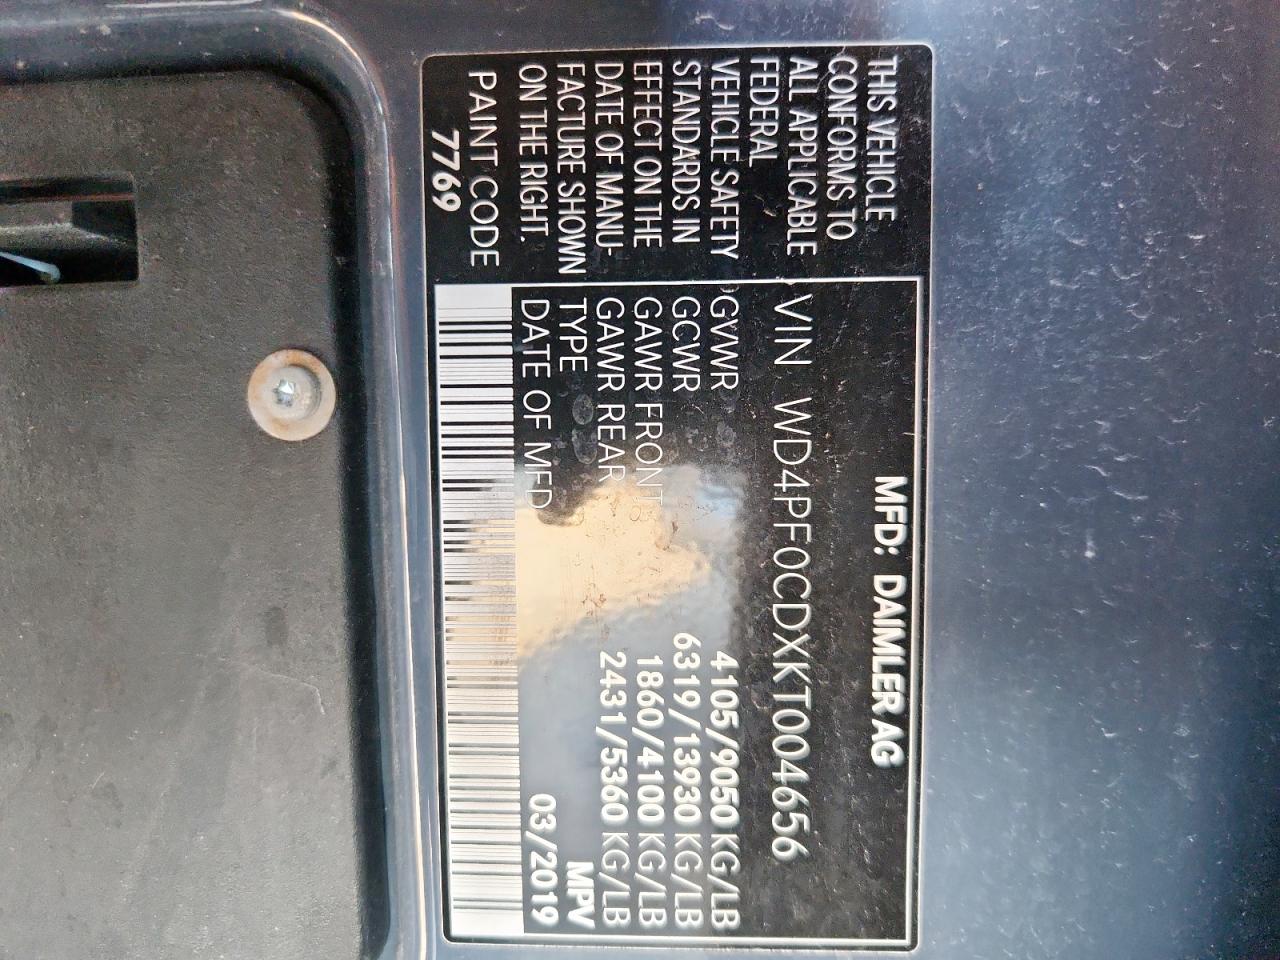 THIS VEHICLE
CONFORMS TO
ALL APPLICABLE
FEDERAL
VEHICLE SAFETY
STANDARDS IN
EFFECT ON THE
DATE OF MANU-
FACTURE SHOWN
ON THE RIGHT.
PAINT CODE
7769
MFD: DAIMLER AG
VIN WD4PF0CDXKT004656
GVWR 4105/9050 KG/LB
GCWR 6319/13930 KG/LB
GAWR FRONT 1860/4100 KG/LB
GAWR REAR 2431/5360 KG/LB
TYPE MPV
DATE OF MFD 03/2019